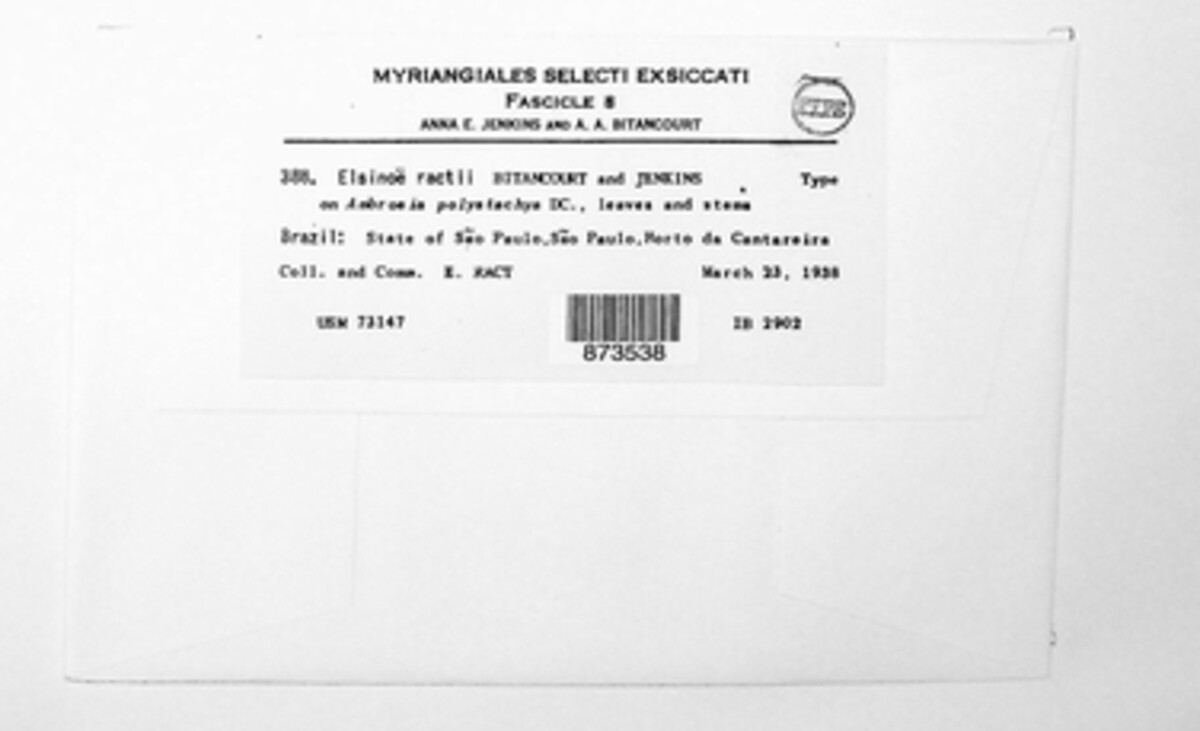 MYRIANGIALES SELECTI EXSICCATI
FASCICLE 8
ANNA E. JENKINS AND A. A. BITANCOURT
TYPE
388. Elsinoë ractii BITANCOURT and JENKINS Type
on Ambrosia polystachya DC., leaves and stems
Brazil: State of São Paulo, São Paulo, Horto da Cantareira
Coll. and Comm. E. RACT March 23, 1938
USM 73147 IB 2902
873538